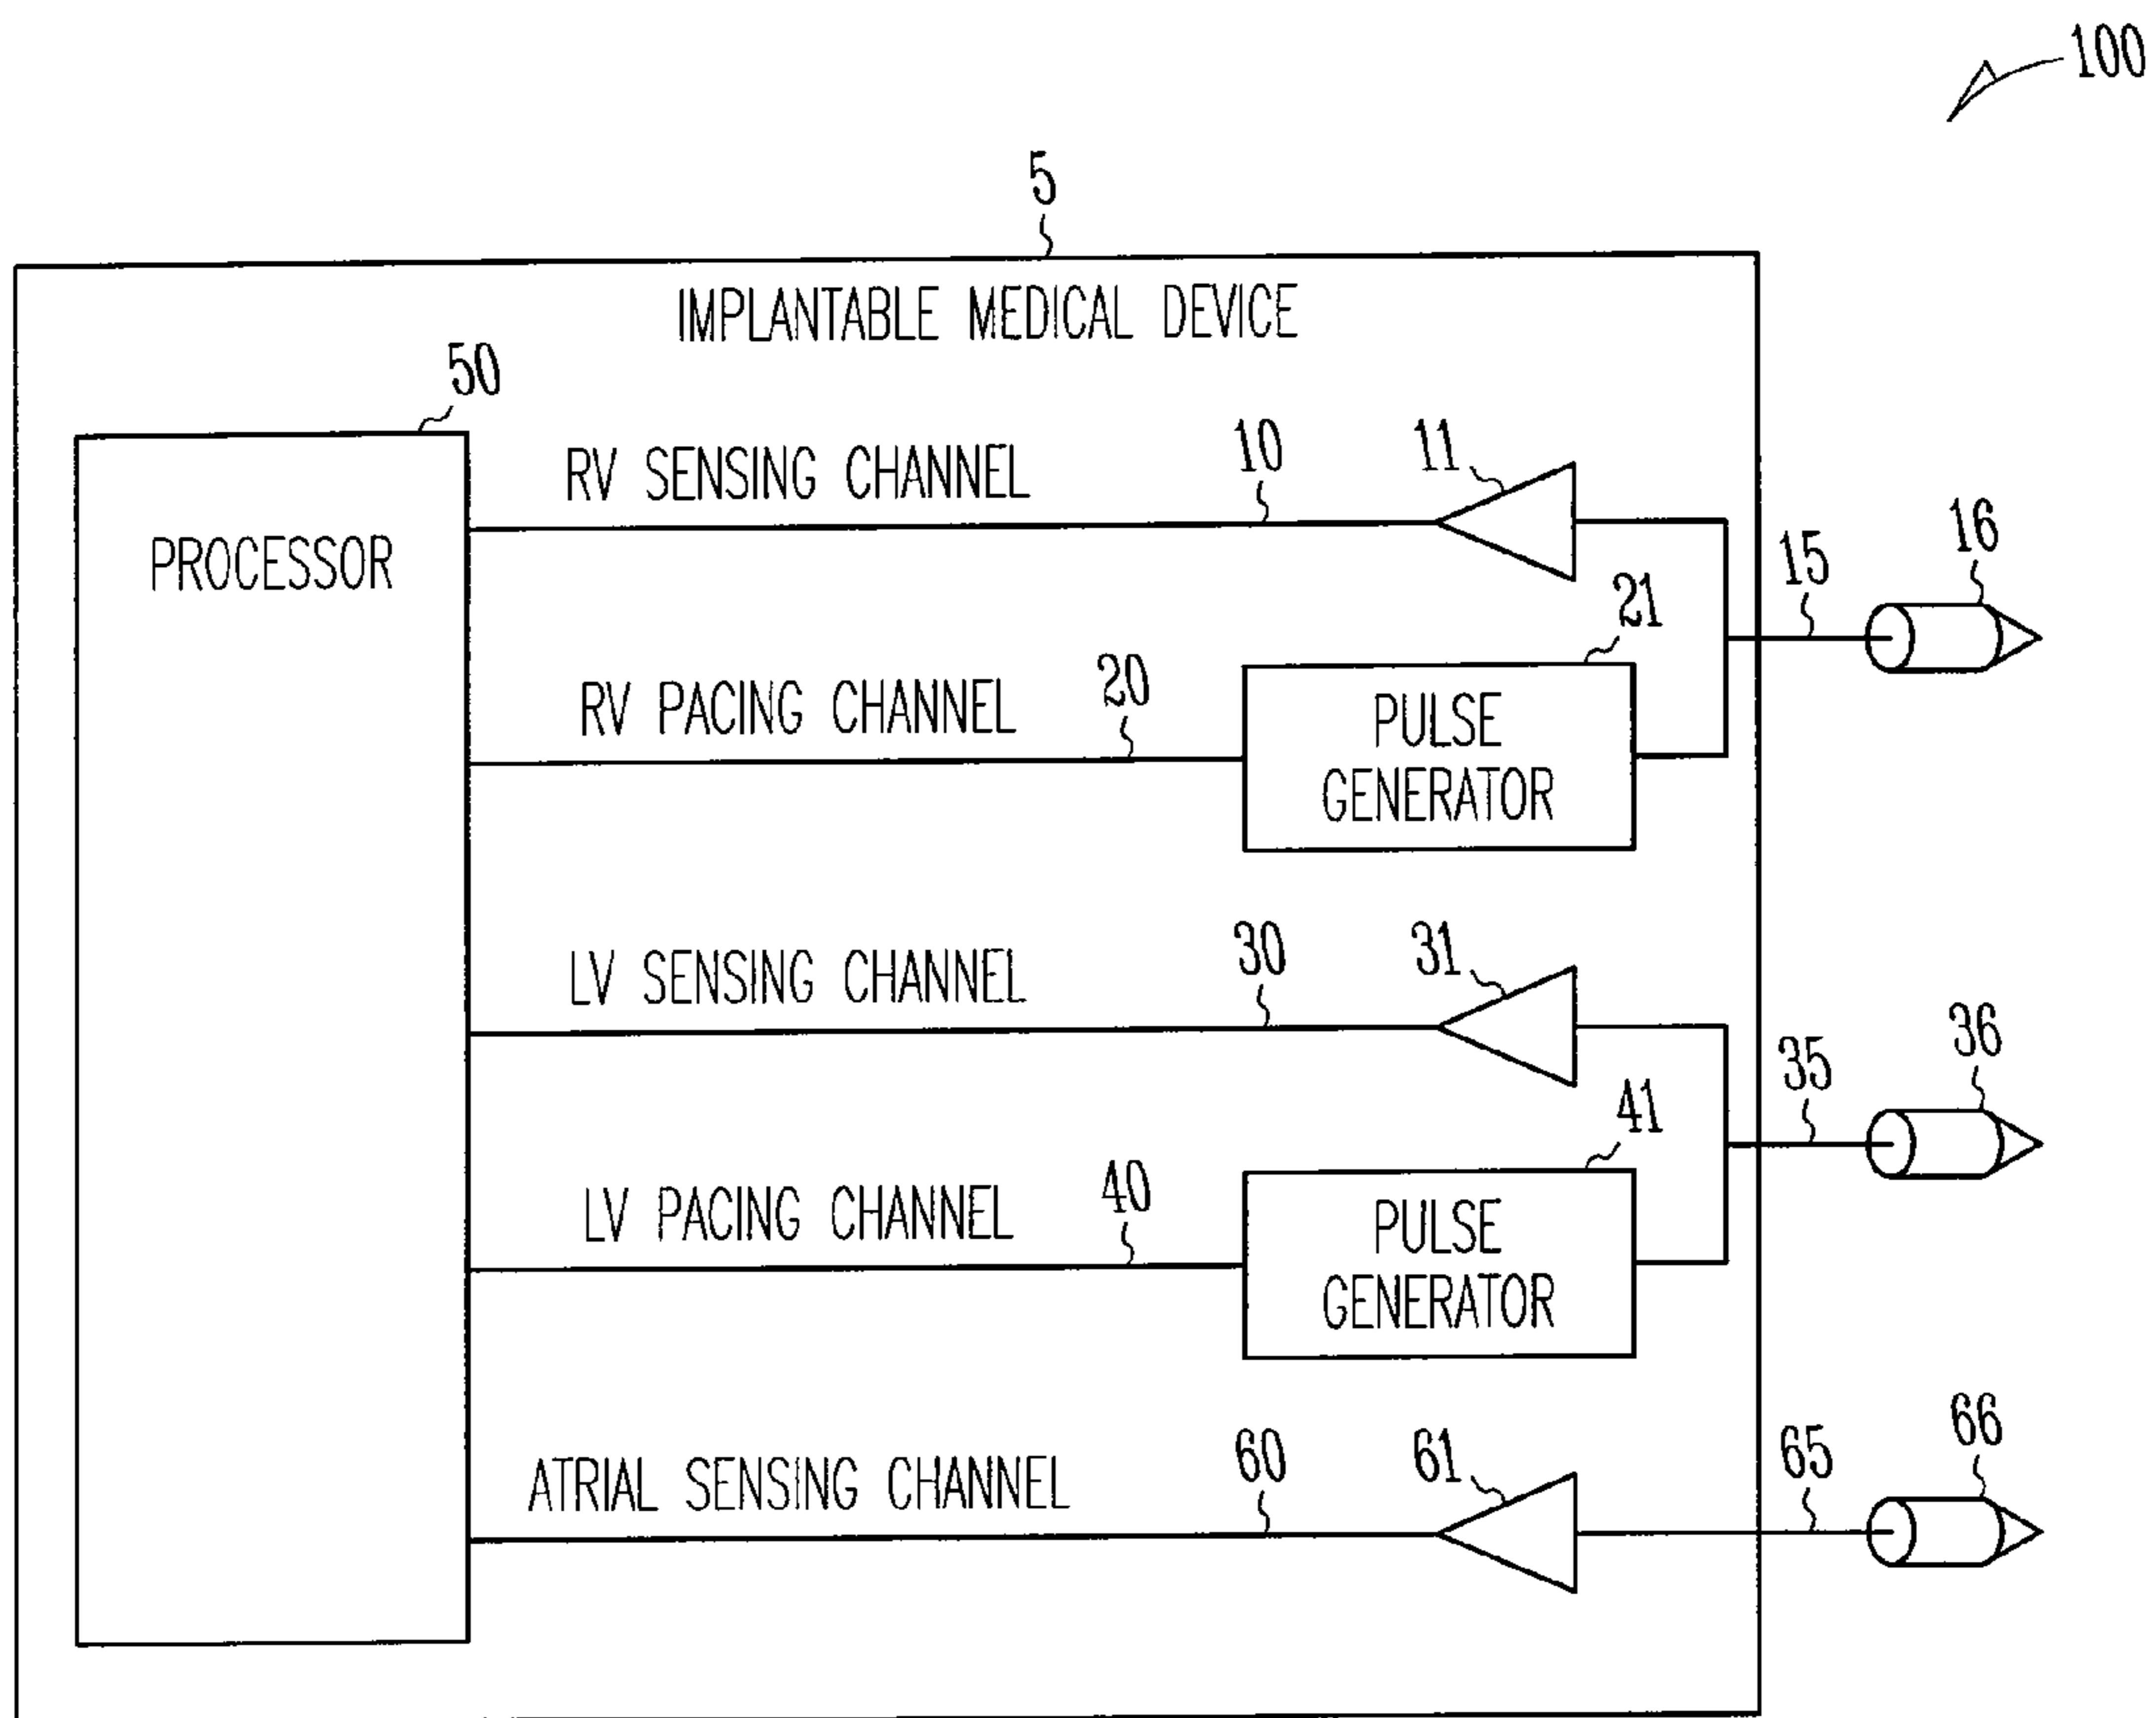 100
5
IMPLANTABLE MEDICAL DEVICE
50
PROCESSOR
RV SENSING CHANNEL
10
11
15
16
RV PACING CHANNEL
20
21
PULSE
GENERATOR
LV SENSING CHANNEL
30
31
35
36
LV PACING CHANNEL
40
41
PULSE
GENERATOR
ATRIAL SENSING CHANNEL
60
61
65
66